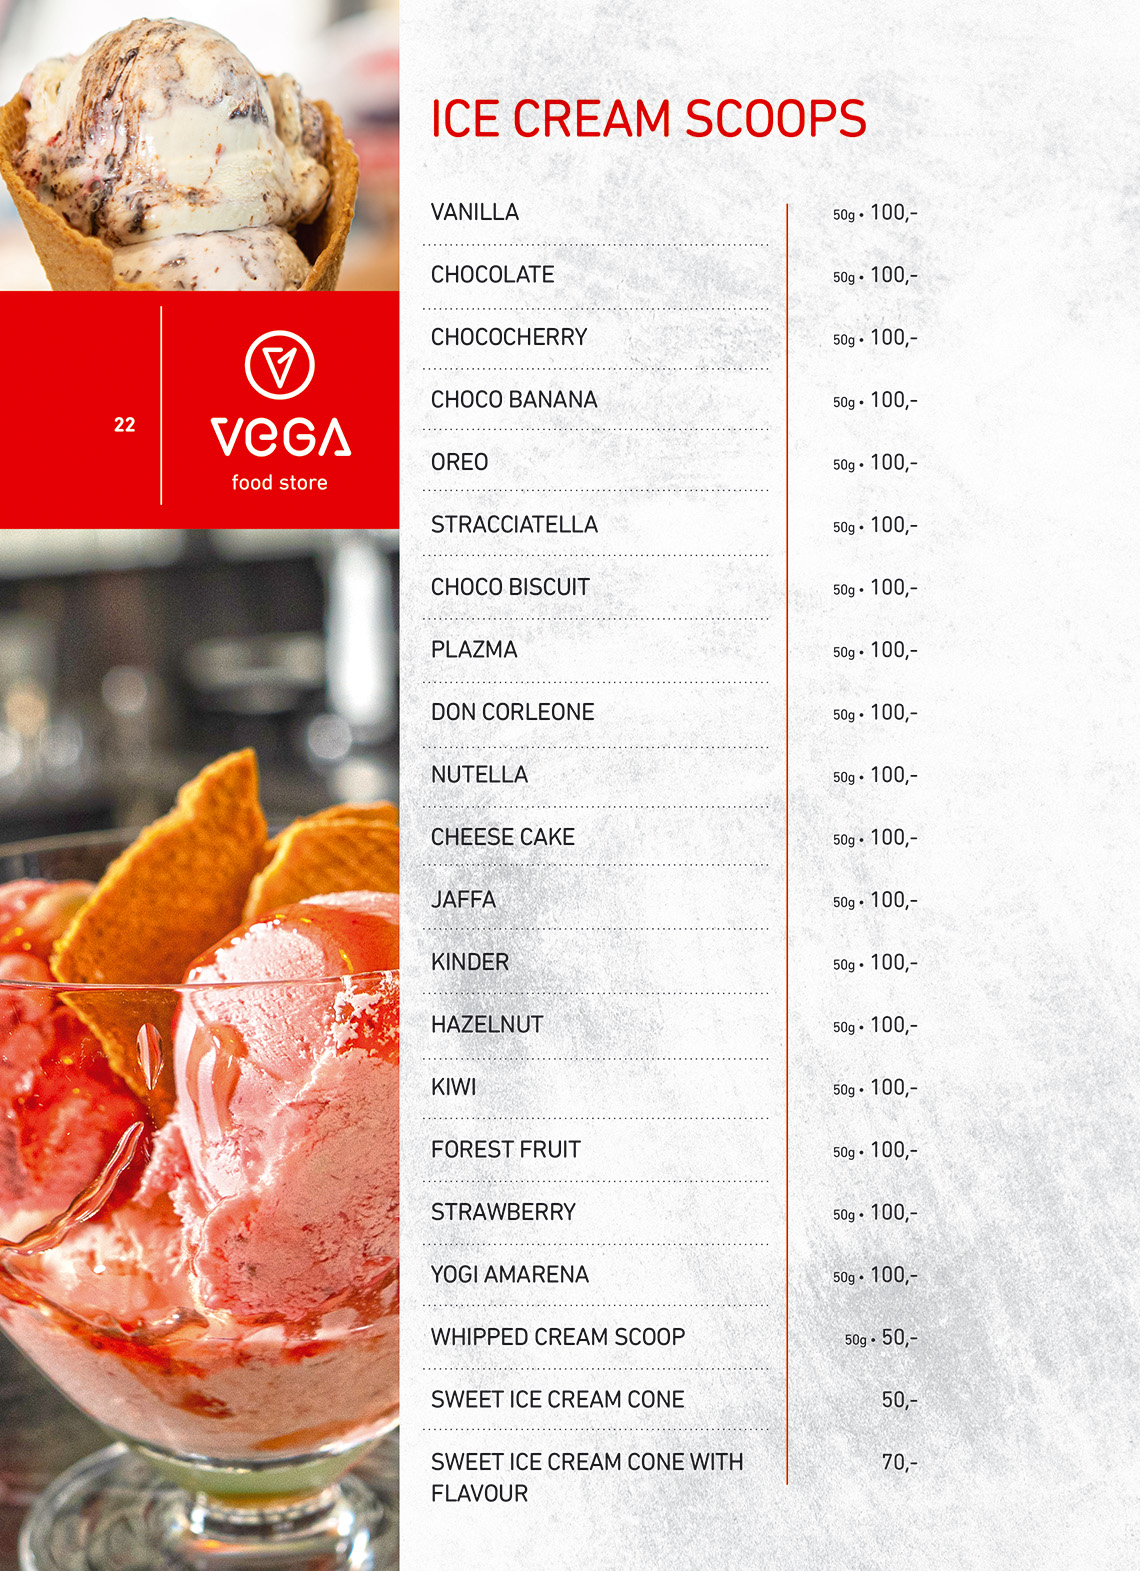 ICE CREAM SCOOPS
VANILLA 50g • 100,-
CHOCOLATE 50g • 100,-
CHOCOCHERRY 50g • 100,-
CHOCO BANANA 50g • 100,-
OREO 50g • 100,-
STRACCIATELLA 50g • 100,-
CHOCO BISCUIT 50g • 100,-
PLAZMA 50g • 100,-
DON CORLEONE 50g • 100,-
NUTELLA 50g • 100,-
CHEESE CAKE 50g • 100,-
JAFFA 50g • 100,-
KINDER 50g • 100,-
HAZELNUT 50g • 100,-
KIWI 50g • 100,-
FOREST FRUIT 50g • 100,-
STRAWBERRY 50g • 100,-
YOGI AMARENA 50g • 100,-
WHIPPED CREAM SCOOP 50g • 50,-
SWEET ICE CREAM CONE 50,-
SWEET ICE CREAM CONE WITH 70,-
FLAVOUR
22
VeGA
food store